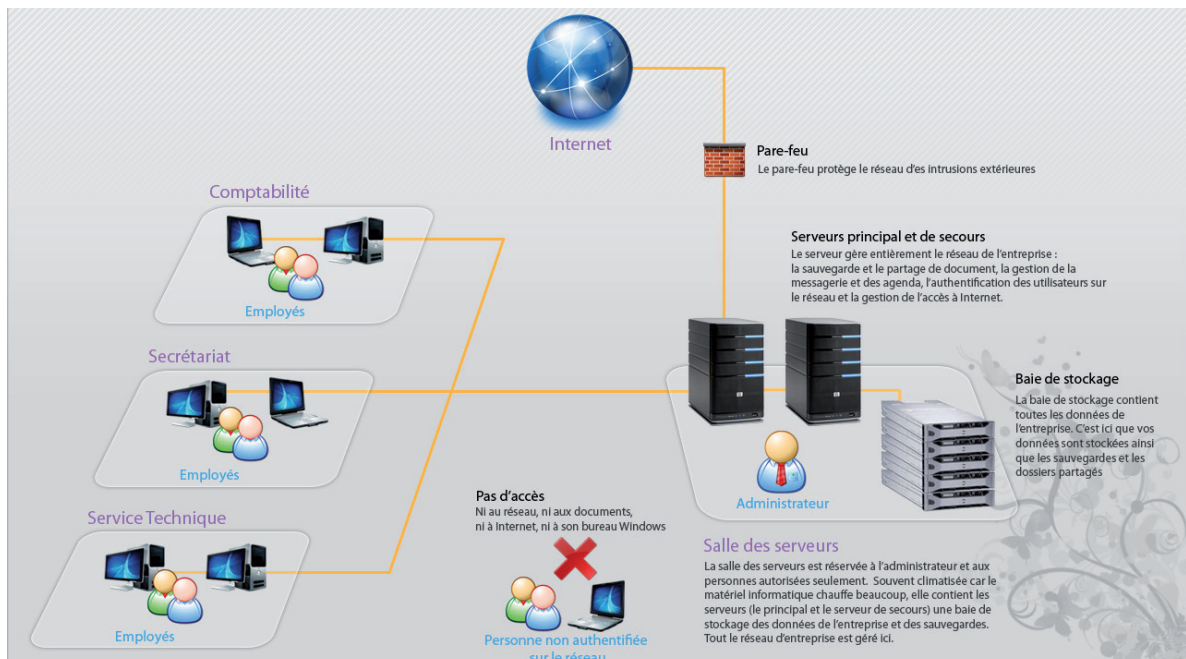 Internet
Pare-feu
Le pare-feu protège le réseau d'es intrusions extérieures
Comptabilité
Employés
Serveurs principal et de secours
Le serveur gère entièrement le réseau de l'entreprise :
la sauvegarde et le partage de document, la gestion de la
messagerie et des agenda, l'authentification des utilisateurs sur
le réseau et la gestion de l'accès à Internet.
Secrétariat
Employés
Baie de stockage
La baie de stockage contient
toutes les données de
l'entreprise. C'est ici que vos
données sont stockées ainsi
que les sauvegardes et les
dossiers partagés
Administrateur
Service Technique
Employés
Pas d'accès
Ni au réseau, ni aux documents,
ni à Internet, ni à son bureau Windows
Personne non authentifiée
sur le réseau
Salle des serveurs
La salle des serveurs est réservée à l'administrateur et aux
personnes autorisées seulement. Souvent climatisée car le
matériel informatique chauffe beaucoup, elle contient les
serveurs (le principal et le serveur de secours) une baie de
stockage des données de l'entreprise et des sauvegardes.
Tout le réseau d'entreprise est géré ici.